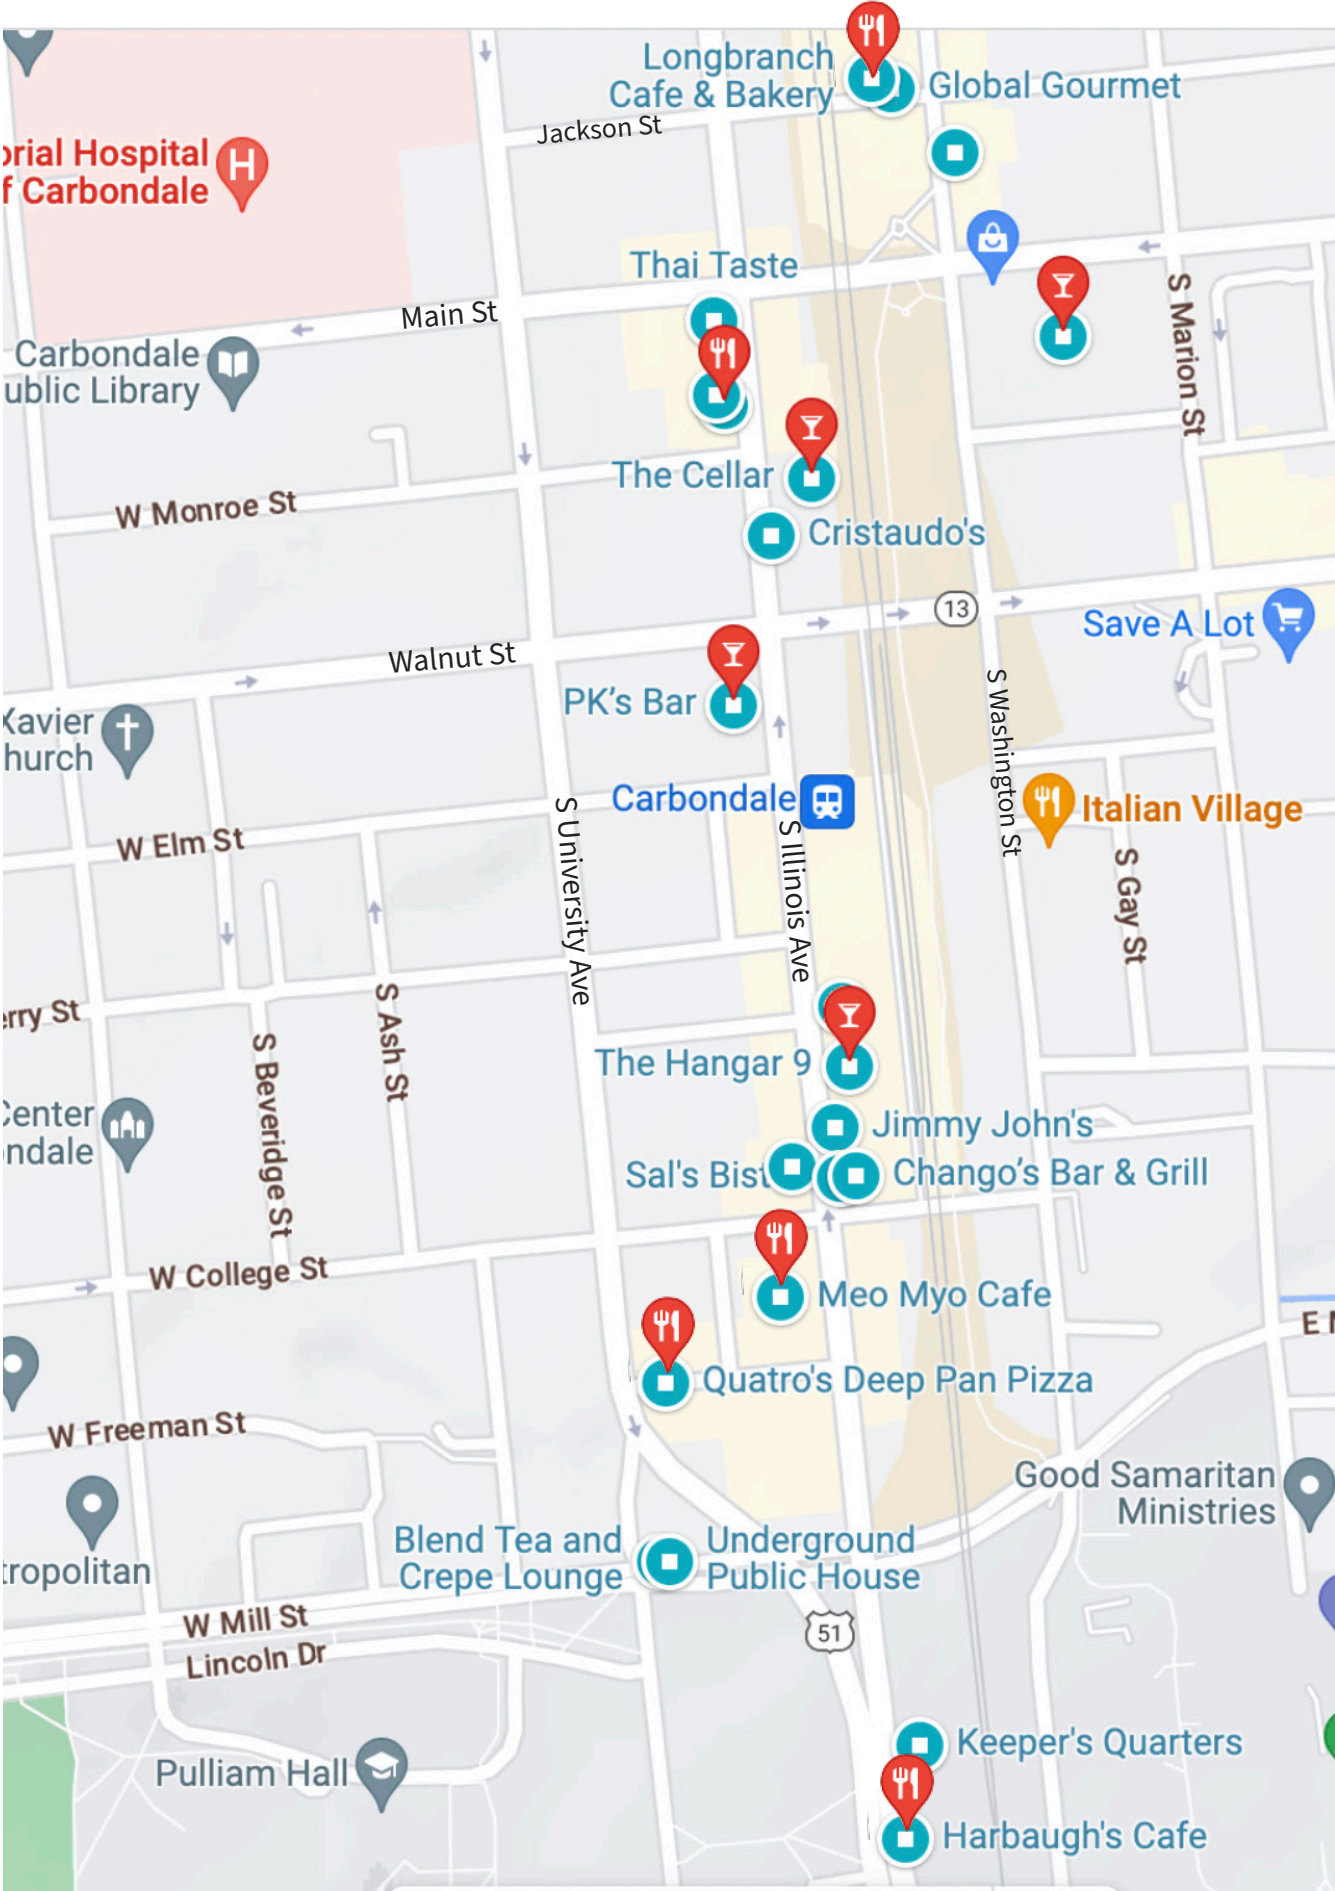 Longbranch
Cafe & Bakery
Global Gourmet
Jackson St
orial Hospital
f Carbondale
H
Thai Taste
Main St
S Marion St
Carbondale
ublic Library
The Cellar
W Monroe St
Cristaudo's
13
Save A Lot
Walnut St
PK's Bar
S Washington St
Xavier
hurch
Carbondale
Italian Village
W Elm St
S University Ave
S Illinois Ave
S Gay St
erry St
S Ash St
S Beveridge St
The Hangar 9
Center
ndale
Jimmy John's
Sal's Bist
Chango's Bar & Grill
W College St
Meo Myo Cafe
E
Quatro's Deep Pan Pizza
W Freeman St
Good Samaritan
Ministries
Blend Tea and
Crepe Lounge
Underground
Public House
tropolitan
W Mill St
51
Lincoln Dr
Keeper's Quarters
Pulliam Hall
Harbaugh's Cafe